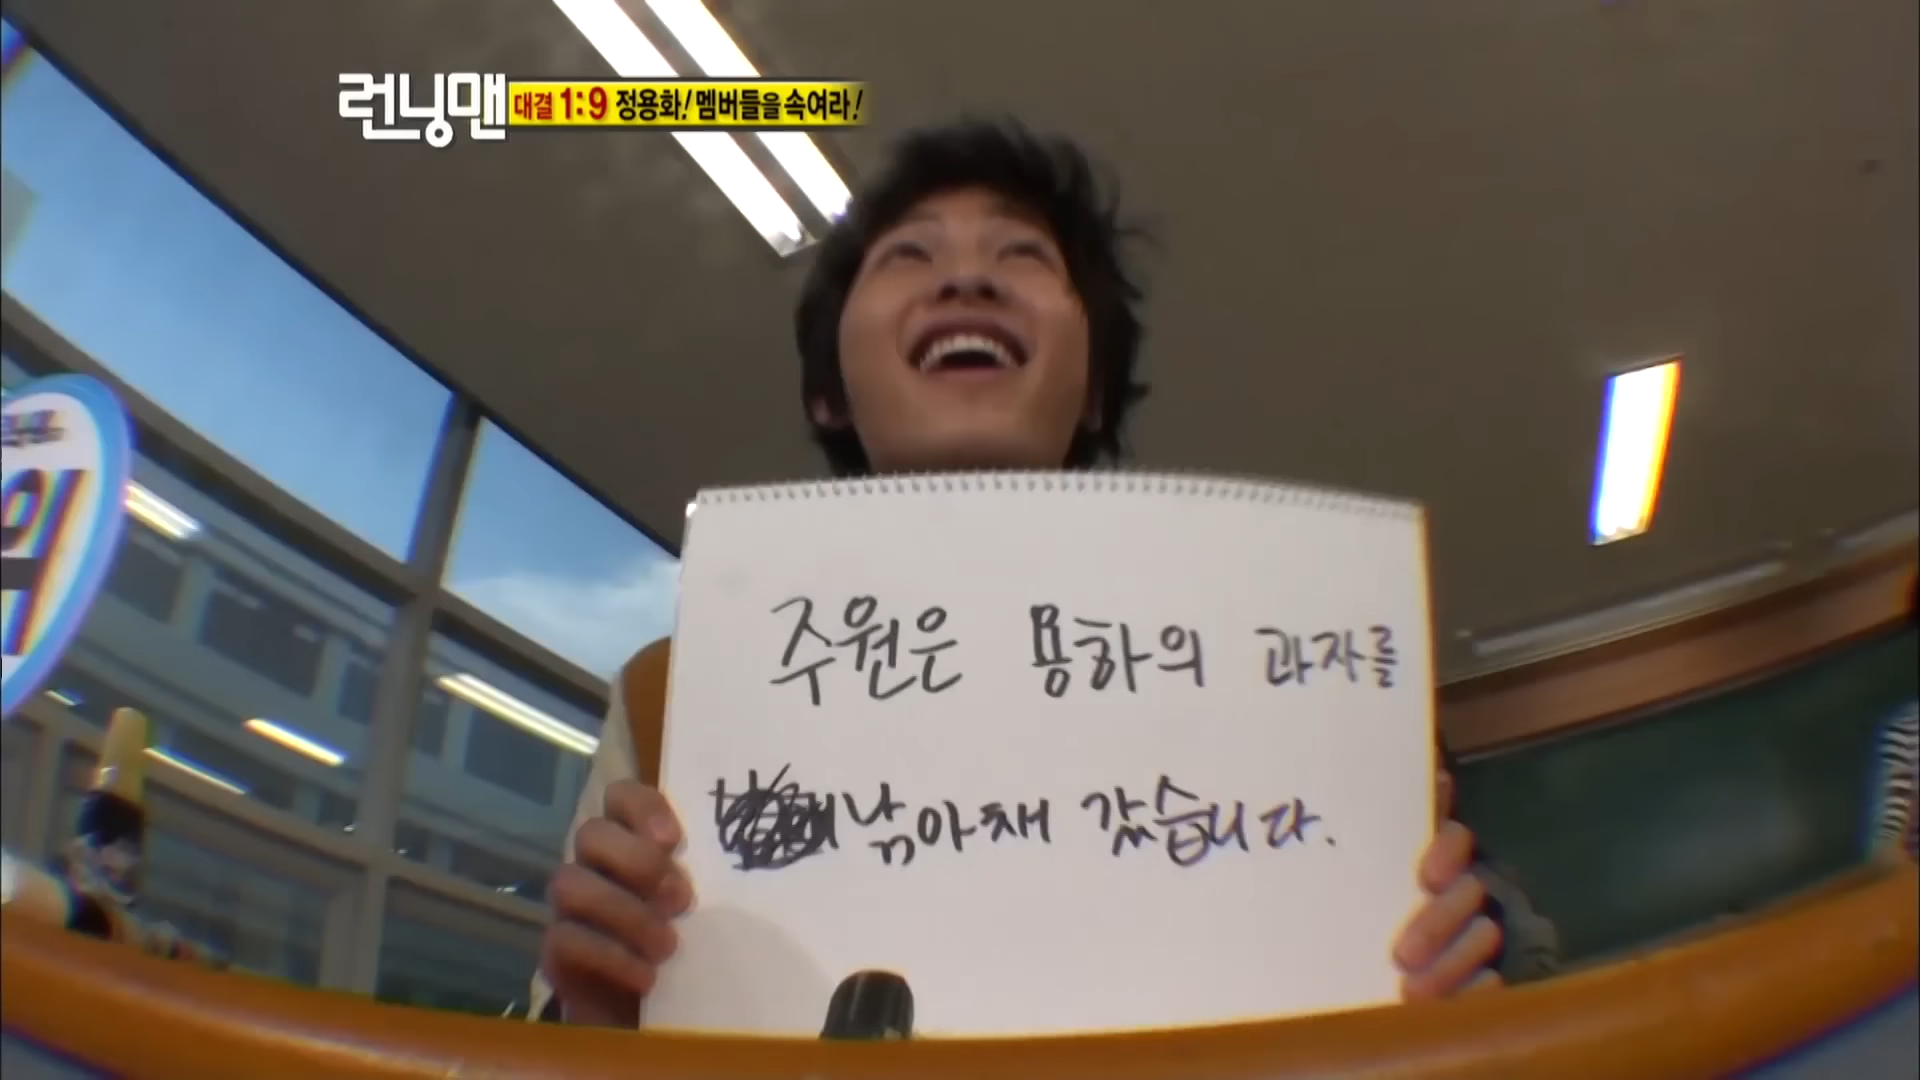 런닝맨 대결 1:9 정용화! 멤버들을 속여라!
주원은 용하의 과자를
남아채 갔습니다.